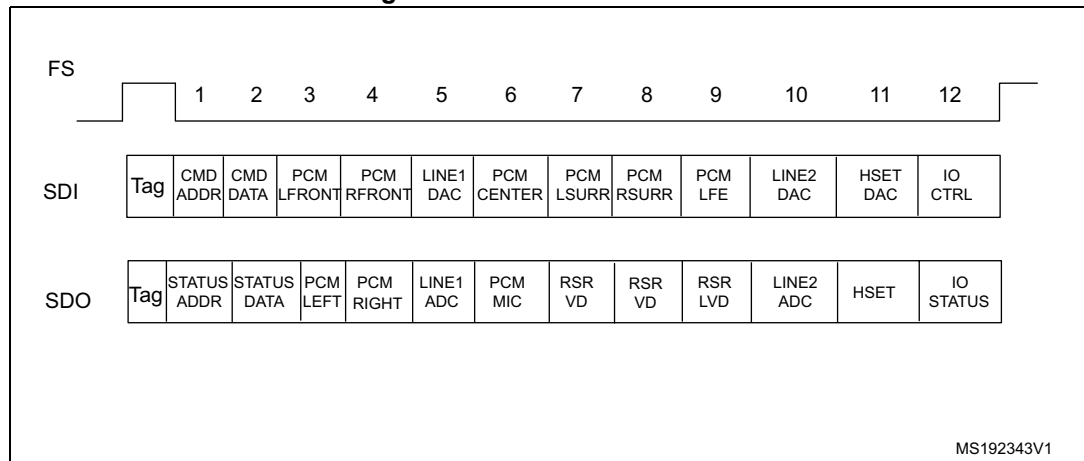 FS
1 2 3 4 5 6 7 8 9 10 11 12
SDI
Tag
CMD
ADDR
CMD
DATA
PCM
LFRONT
PCM
RFRONT
LINE1
DAC
PCM
CENTER
PCM
LSURR
PCM
RSURR
PCM
LFE
LINE2
DAC
HSET
DAC
IO
CTRL
SDO
Tag
STATUS
ADDR
STATUS
DATA
PCM
LEFT
PCM
RIGHT
LINE1
ADC
PCM
MIC
RSR
VD
RSR
VD
RSR
LVD
LINE2
ADC
HSET
IO
STATUS
MS192343V1